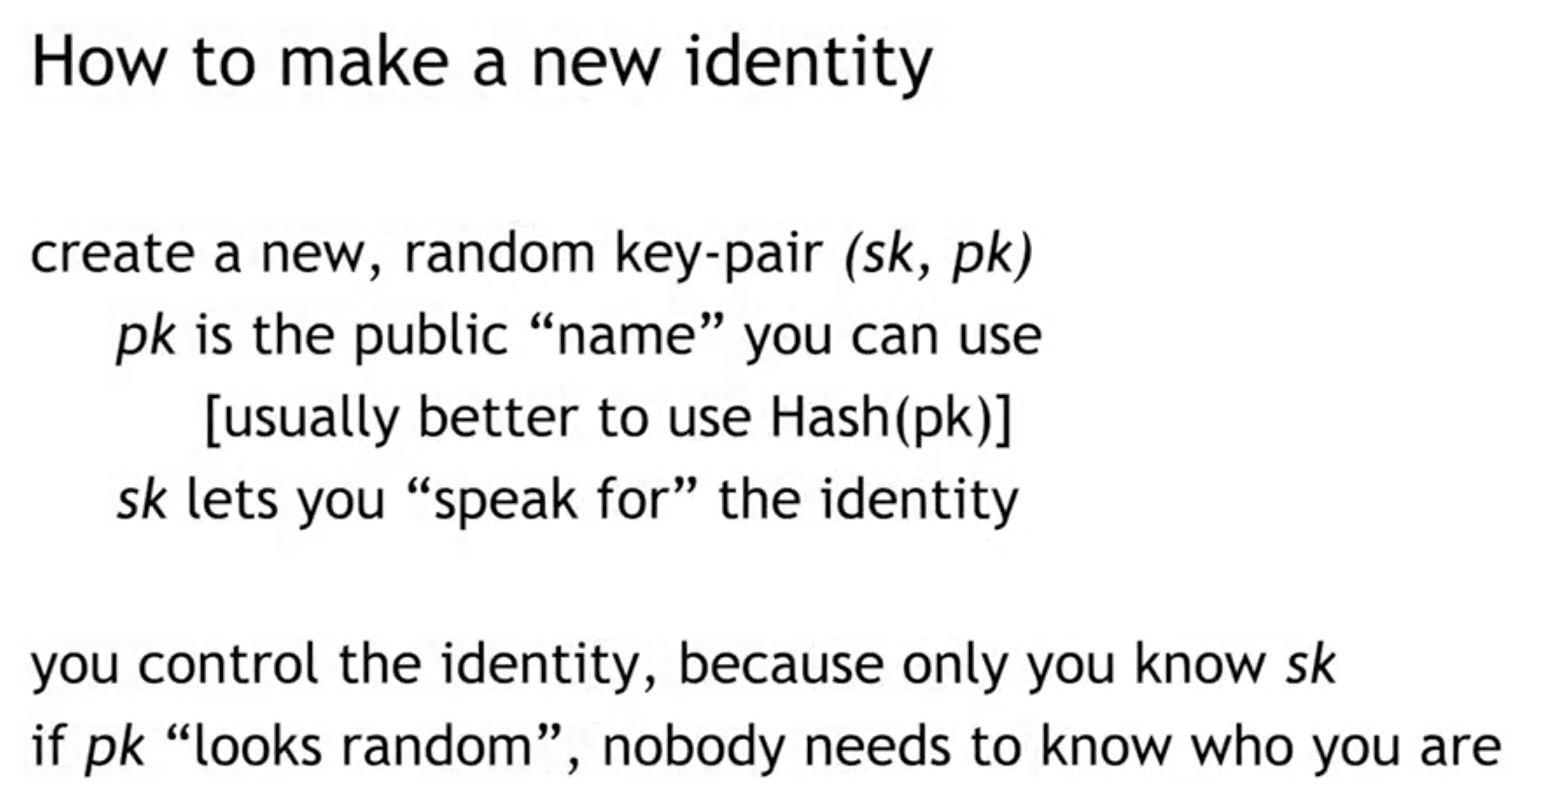 How to make a new identity
create a new, random key-pair (sk, pk)
pk is the public “name” you can use
[usually better to use Hash(pk)]
sk lets you “speak for” the identity
you control the identity, because only you know sk
if pk “looks random”, nobody needs to know who you are